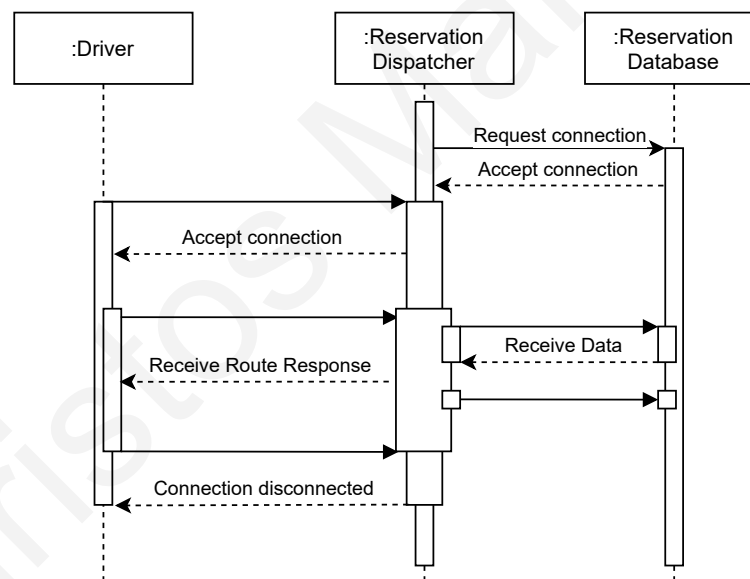 :Driver
:Reservation
Dispatcher
:Reservation
Database
Request connection
Accept connection
Accept connection
Receive Data
Receive Route Response
Connection disconnected